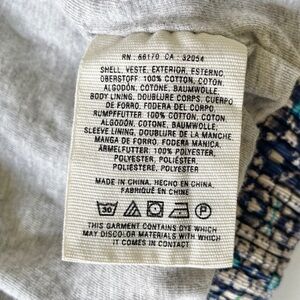 RN : 66170 CA : 32054
SHELL, VESTE, EXTERIOR, ESTERNO,
OBERSTOFF: 100% COTTON, COTON
ALGODÓN, COTONE, BAUMWOLLE,
BODY LINING, DOUBLURE CORPS, CUERPO
DE FORRO, FODERA DEL CORPO,
RUMPFFUTTER: 100% COTTON, COTON
ALGODÓN, COTONE, BAUMWOLLE,
SLEEVE LINING, DOUBLURE DE LA MANCHE
MANGA DE FORRO, FODERA MANICA,
ARMELFUTTER: 100% POLYESTER,
POLYESTER, POLIÉSTER,
POLIESTERE, POLYESTER
MADE IN CHINA, HECHO EN CHINA,
FABRIQUÉ EN CHINE
30 P
THIS GARMENT CONTAINS DYE WHICH
MAY DISCOLOR MATERIALS WITH WHICH
IT COMES IN CONTACT